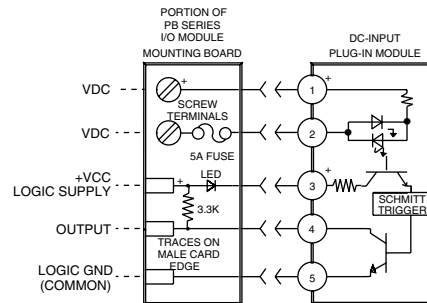 PORTION OF
PB SERIES
I/O MODULE
MOUNTING BOARD
DC-INPUT
PLUG-IN MODULE
VDC
+
1
+
SCREW
TERMINALS
VDC
2
5A FUSE
+VCC
LOGIC SUPPLY
+
LED
3
+
3.3K
SCHMITT
TRIGGER
OUTPUT
4
TRACES ON
MALE CARD
EDGE
LOGIC GND
(COMMON)
5